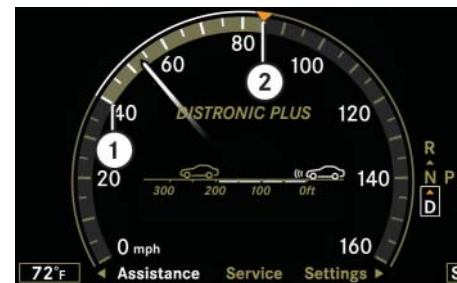 80
60
2
100
40
DISTRONIC PLUS
120
1
R
20
300 200 100 0ft
140
N P
D
0 mph
160
72°F
Assistance Service Settings
S